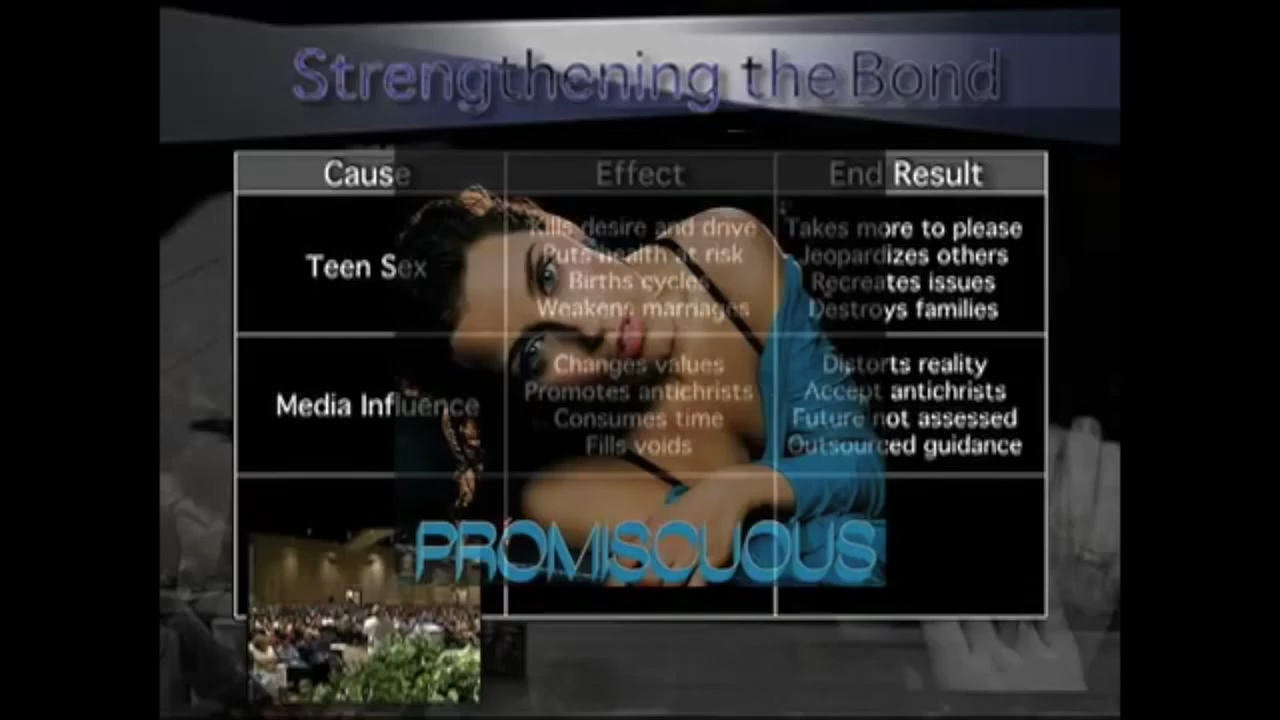 Strengthening the Bond
Cause Effect End Result
Teen Sex
Kills desire and drive
Puts health at risk
Births cycles
Weakens marriages
Takes more to please
Jeopardizes others
Recreates issues
Destroys families
Media Influence
Changes values
Promotes antichrists
Consumes time
Fills voids
Distorts reality
Accept antichrists
Future not assessed
Outsourced guidance
PROMISCUOUS